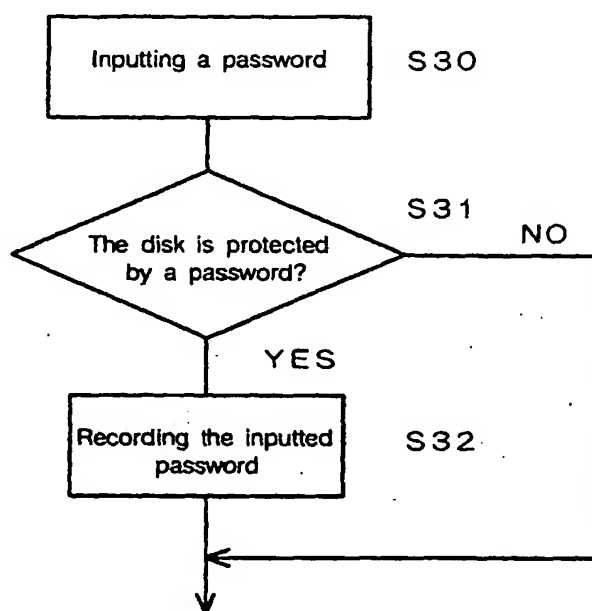 Inputting a password
S30
S31
The disk is protected
by a password?
NO
YES
Recording the inputted
password
S32